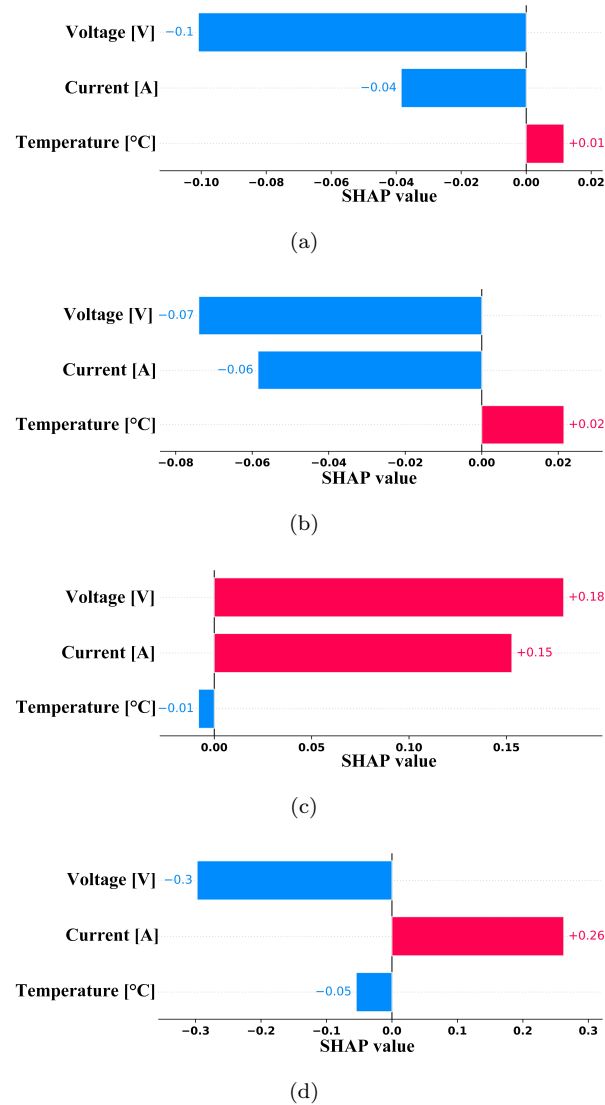 Voltage [V]
−0.1
Current [A]
−0.04
Temperature [°C]
+0.01
−0.10 −0.08 −0.06 −0.04 −0.02 0.00 0.02
SHAP value
(a)
Voltage [V]
−0.07
Current [A]
−0.06
Temperature [°C]
+0.02
−0.08 −0.06 −0.04 −0.02 0.00 0.02
SHAP value
(b)
Voltage [V]
+0.18
Current [A]
+0.15
Temperature [°C]
−0.01
0.00 0.05 0.10 0.15
SHAP value
(c)
Voltage [V]
−0.3
Current [A]
+0.26
Temperature [°C]
−0.05
−0.3 −0.2 −0.1 0.0 0.1 0.2 0.3
SHAP value
(d)